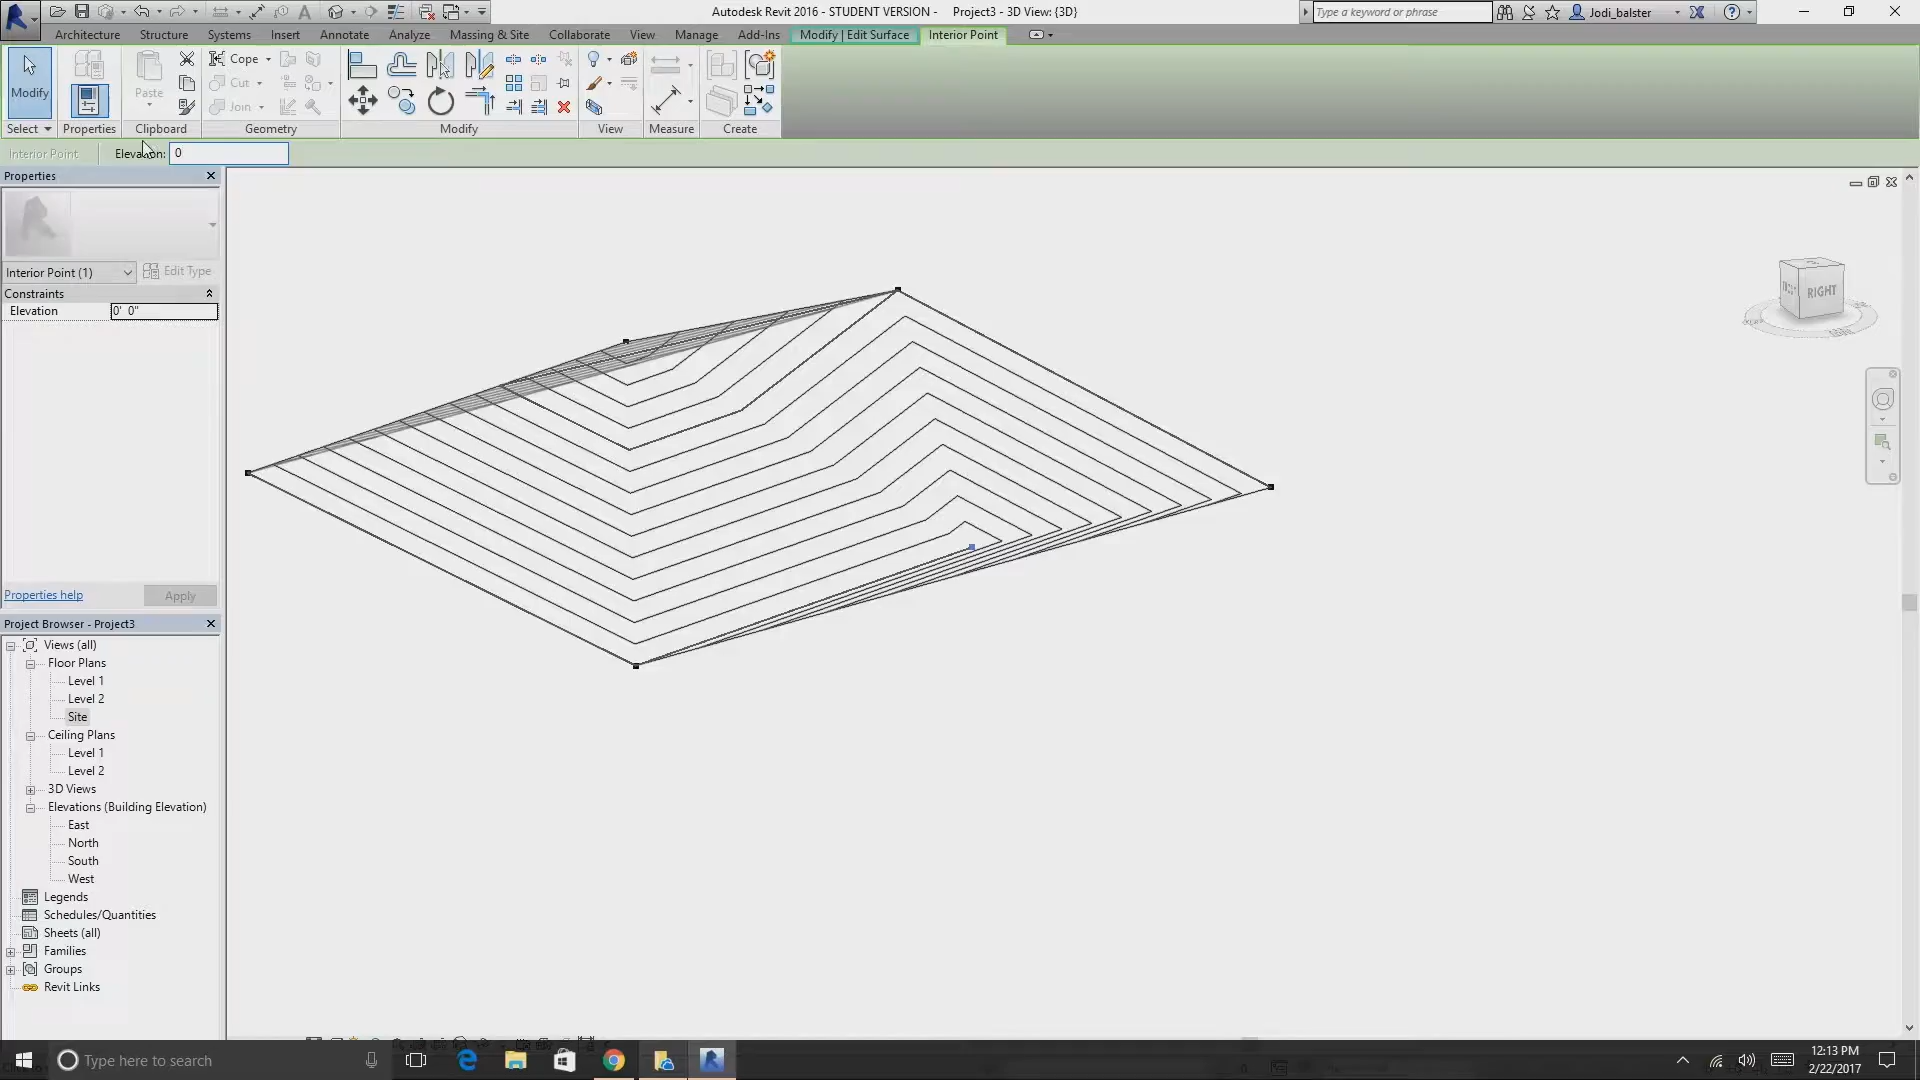 Autodesk Revit 2016 - STUDENT VERSION - Project3 - 3D View: {3D}
Type a keyword or phrase
Jodi_balster
Architecture Structure Systems Insert Annotate Analyze Massing & Site Collaborate View Manage Add-Ins Modify | Edit Surface Interior Point
Modify
Paste
Cope
Cut
Join
Select Properties Clipboard Geometry Modify View Measure Create
Interior Point Elevation: 0
Properties
Interior Point (1) Edit Type
Constraints
Elevation 0' 0"
Properties help Apply
RIGHT
Project Browser - Project3
Views (all)
Floor Plans
Level 1
Level 2
Site
Ceiling Plans
Level 1
Level 2
3D Views
Elevations (Building Elevation)
East
North
South
West
Legends
Schedules/Quantities
Sheets (all)
Families
Groups
Revit Links
Type here to search
12:13 PM
2/22/2017